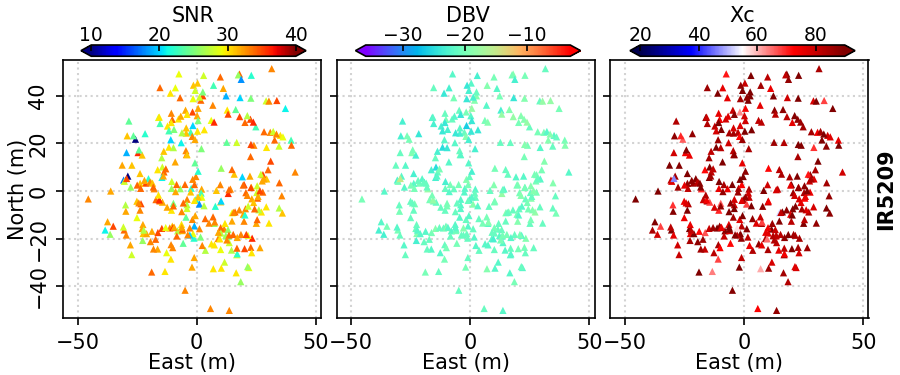 SNR DBV Xc
10 20 30 40 −30 −20 −10 20 40 60 80
North (m)
40
20
0
−20
−40
−50 0 50 −50 0 50 −50 0 50
East (m) East (m) East (m)
IR5209